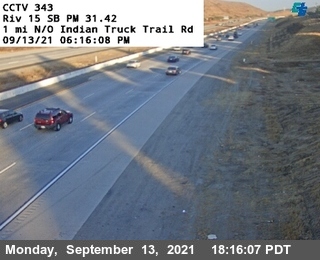 CCTV 343
Riv 15 SB PM 31.42
1 mi N/O Indian Truck Trail Rd
09/13/21 06:16:08 PM
Monday, September 13, 2021 18:16:07 PDT